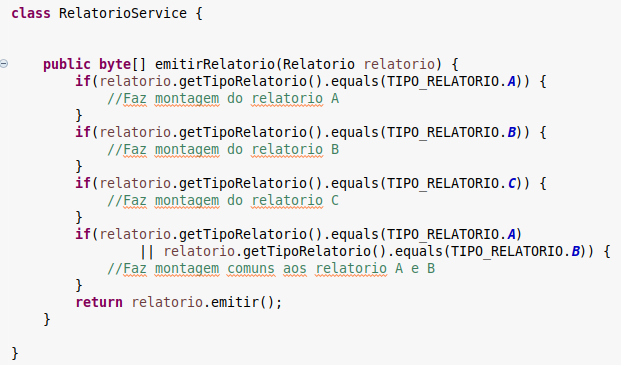 class RelatorioService {
public byte[] emitirRelatorio(Relatorio relatorio) {
if(relatorio.getTipoRelatorio().equals(TIPO_RELATORIO.A)) {
//Faz montagem do relatorio A
}
if(relatorio.getTipoRelatorio().equals(TIPO_RELATORIO.B)) {
//Faz montagem do relatorio B
}
if(relatorio.getTipoRelatorio().equals(TIPO_RELATORIO.C)) {
//Faz montagem do relatorio C
}
if(relatorio.getTipoRelatorio().equals(TIPO_RELATORIO.A)
|| relatorio.getTipoRelatorio().equals(TIPO_RELATORIO.B)) {
//Faz montagem comuns aos relatorio A e B
}
return relatorio.emitir();
}
}